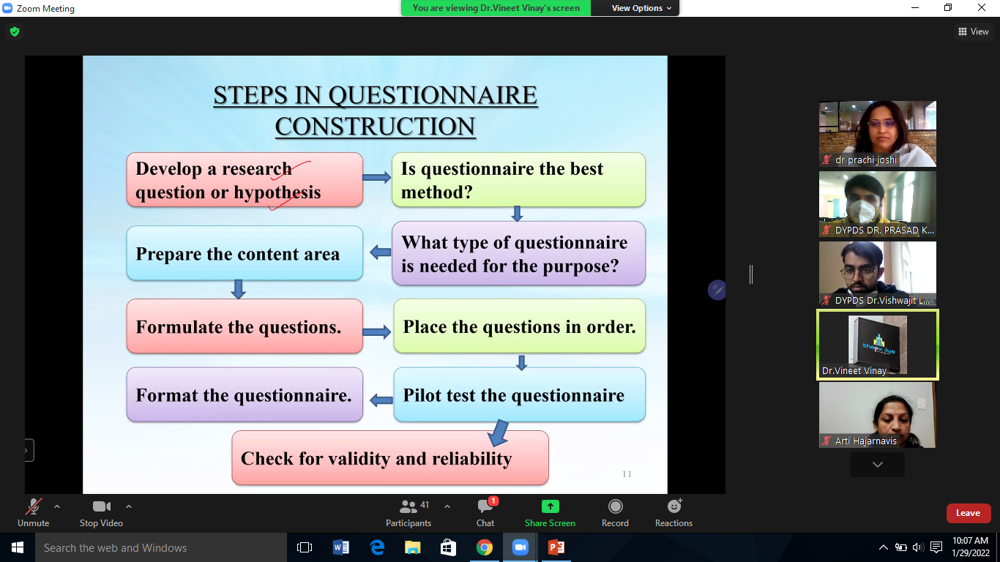 Zoom Meeting
You are viewing Dr.Vineet Vinay's screen
View Options
View
STEPS IN QUESTIONNAIRE
CONSTRUCTION
Develop a research
question or hypothesis
Is questionnaire the best
method?
What type of questionnaire
is needed for the purpose?
Prepare the content area
Formulate the questions.
Place the questions in order.
Pilot test the questionnaire
Format the questionnaire.
Check for validity and reliability
11
dr prachi joshi
DYPDS DR. PRASAD K...
DYPDS Dr.Vishwajit L...
Dr.Vineet Vinay
Arti Hajarnavis
Unmute
Stop Video
41
Participants
1
Chat
Share Screen
Record
Reactions
Leave
Search the web and Windows
10:07 AM
1/29/2022